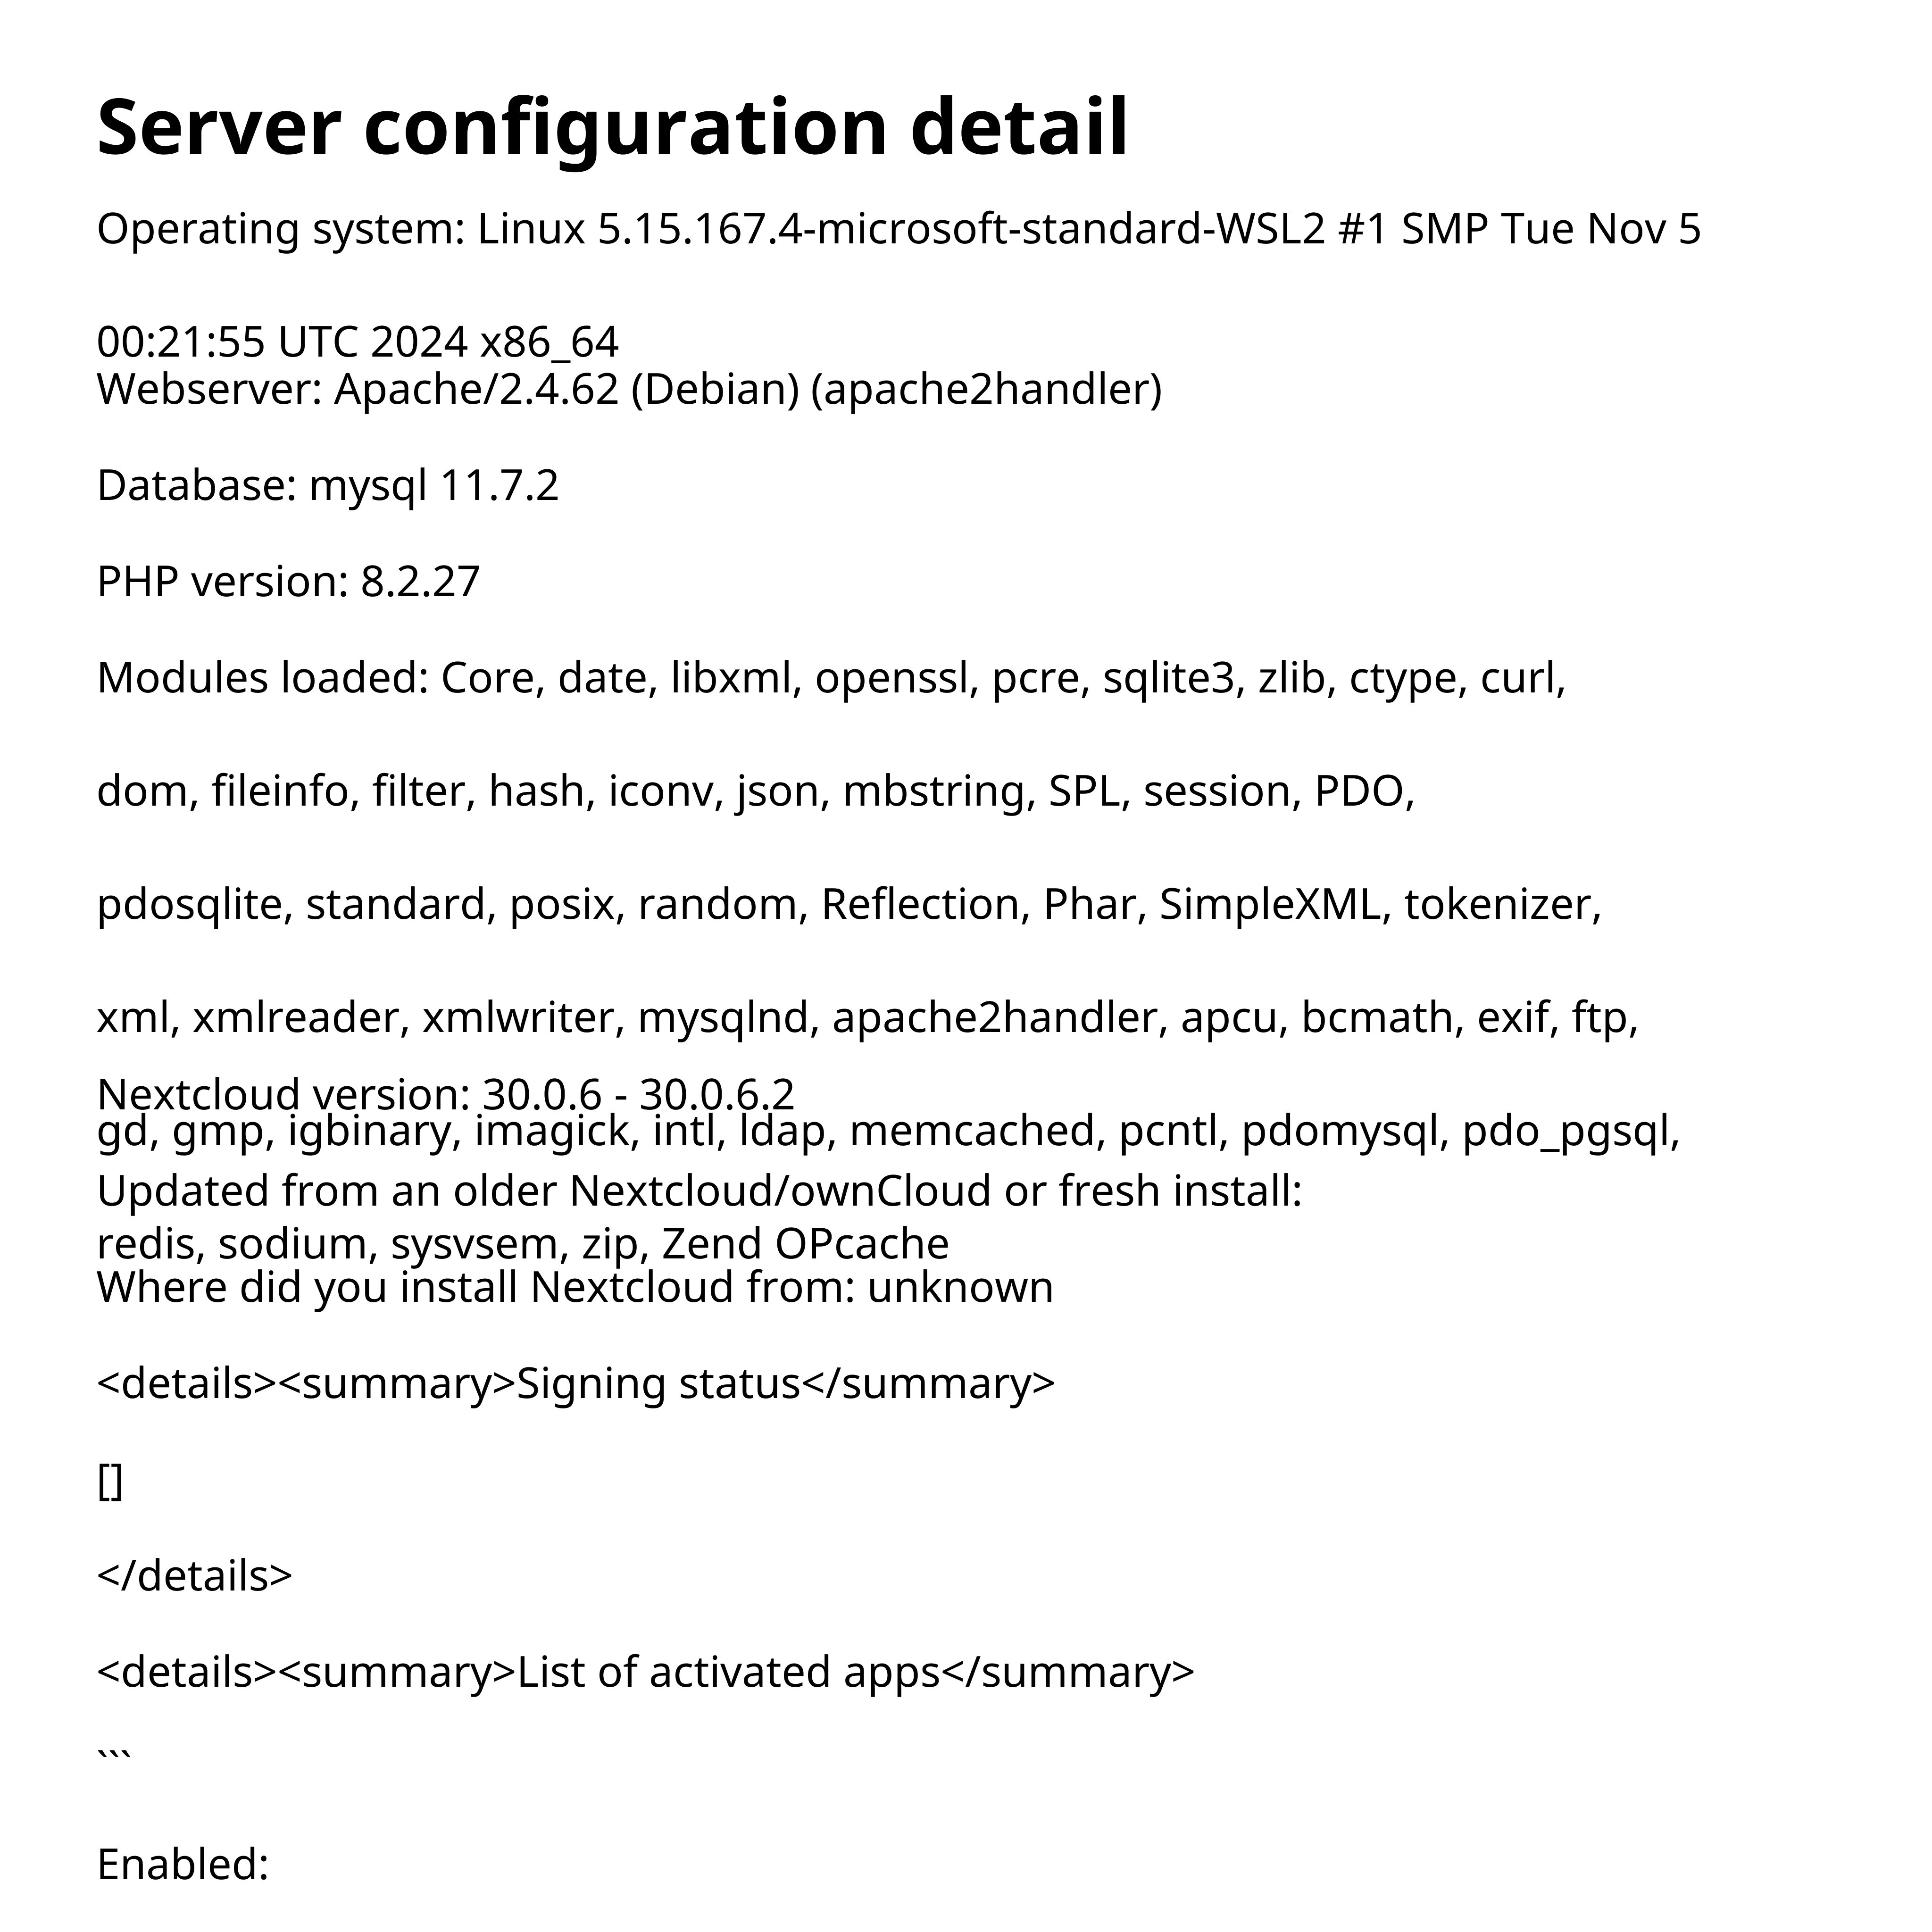 Server configuration detail
Operating system: Linux 5.15.167.4-microsoft-standard-WSL2 #1 SMP Tue Nov 5
00:21:55 UTC 2024 x86_64
Webserver: Apache/2.4.62 (Debian) (apache2handler)
Database: mysql 11.7.2
PHP version: 8.2.27
Modules loaded: Core, date, libxml, openssl, pcre, sqlite3, zlib, ctype, curl,
dom, fileinfo, filter, hash, iconv, json, mbstring, SPL, session, PDO,
pdosqlite, standard, posix, random, Reflection, Phar, SimpleXML, tokenizer,
xml, xmlreader, xmlwriter, mysqlnd, apache2handler, apcu, bcmath, exif, ftp,
Nextcloud version: 30.0.6 - 30.0.6.2
gd, gmp, igbinary, imagick, intl, ldap, memcached, pcntl, pdomysql, pdo_pgsql,
Updated from an older Nextcloud/ownCloud or fresh install:
redis, sodium, sysvsem, zip, Zend OPcache
Where did you install Nextcloud from: unknown
<details><summary>Signing status</summary>
[]
</details>
<details><summary>List of activated apps</summary>
```
Enabled: